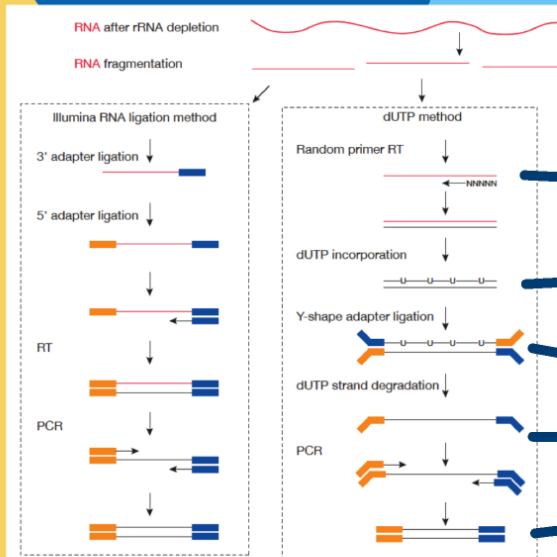 RNA after rRNA depletion
RNA fragmentation
Illumina RNA ligation method
3' adapter ligation
5' adapter ligation
RT
PCR
dUTP method
Random primer RT
NNNNN
dUTP incorporation
U U U U
Y-shape adapter ligation
U U U U
dUTP strand degradation
PCR